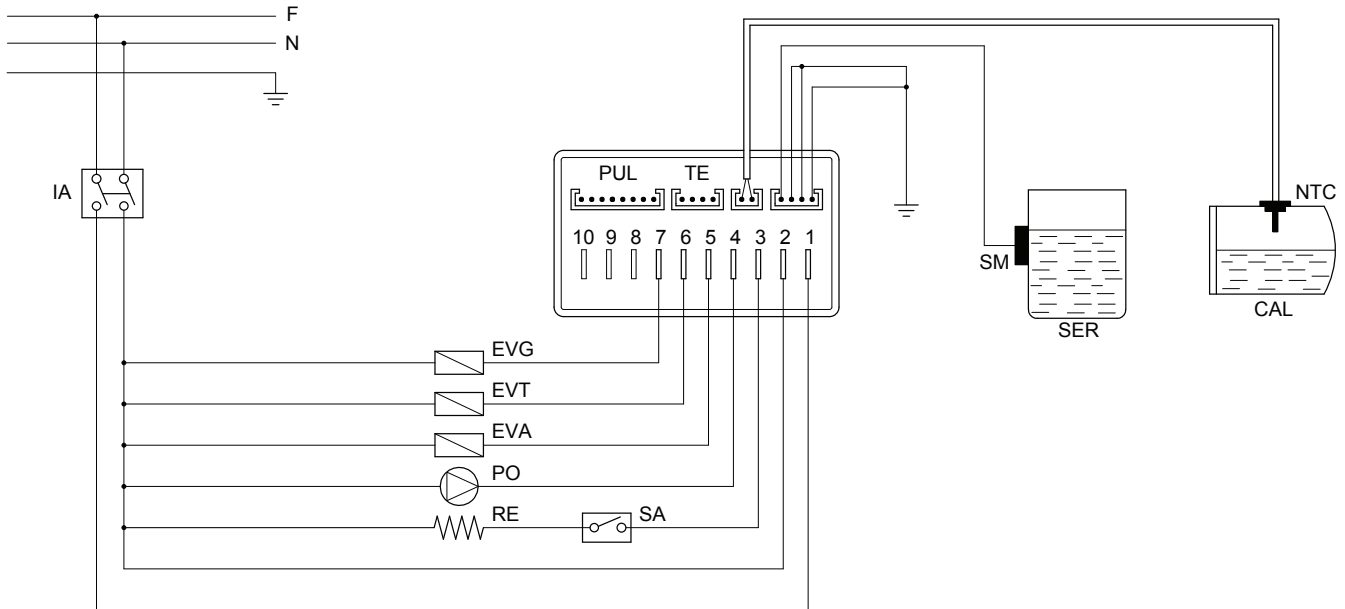 F
N
IA
PUL TE
10 9 8 7 6 5 4 3 2 1
NTC
SM
SER
CAL
EVG
EVT
EVA
PO
RE SA